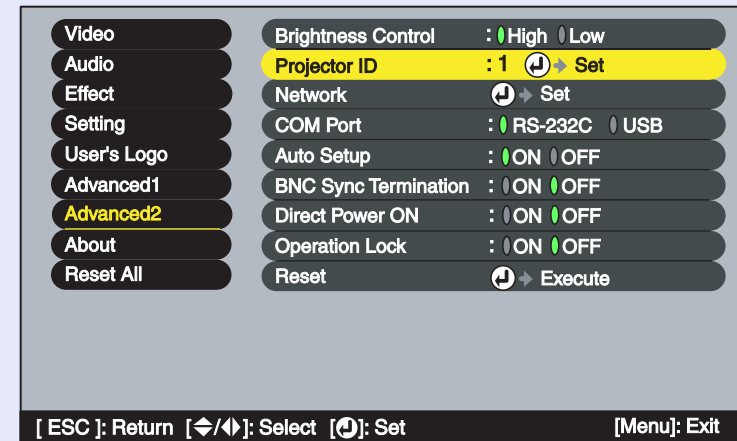 Video
Audio
Effect
Setting
User's Logo
Advanced1
Advanced2
About
Reset All
Brightness Control : High Low
Projector ID : 1 Set
Network Set
COM Port : RS-232C USB
Auto Setup : ON OFF
BNC Sync Termination : ON OFF
Direct Power ON : ON OFF
Operation Lock : ON OFF
Reset Execute
[ ESC ]: Return [ / ]: Select [ ]: Set [Menu]: Exit